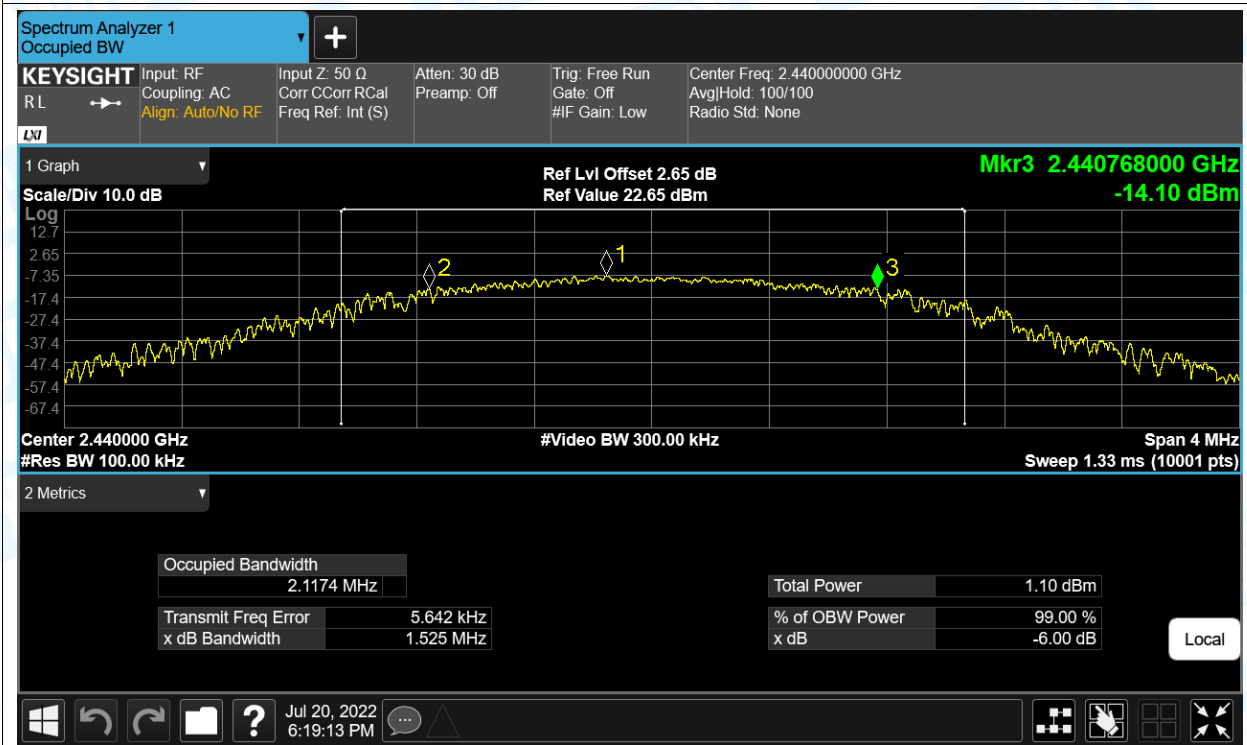 Spectrum Analyzer 1
Occupied BW
KEYSIGHT
R L
LXI
Input: RF
Coupling: AC
Align: Auto/No RF
Input Z: 50 Ω
Corr CCorr RCal
Freq Ref: Int (S)
Atten: 30 dB
Preamp: Off
Trig: Free Run
Gate: Off
#IF Gain: Low
Center Freq: 2.440000000 GHz
Avg|Hold: 100/100
Radio Std: None
1 Graph
Scale/Div 10.0 dB
Ref Lvl Offset 2.65 dB
Ref Value 22.65 dBm
Mkr3 2.440768000 GHz
-14.10 dBm
Log
12.7
2.65
-7.35
-17.4
-27.4
-37.4
-47.4
-57.4
-67.4
2
1
3
Center 2.440000 GHz
#Video BW 300.00 kHz
Span 4 MHz
#Res BW 100.00 kHz
Sweep 1.33 ms (10001 pts)
2 Metrics
Occupied Bandwidth
2.1174 MHz
Transmit Freq Error 5.642 kHz
x dB Bandwidth 1.525 MHz
Total Power 1.10 dBm
% of OBW Power 99.00 %
x dB -6.00 dB
Local
?
Jul 20, 2022
6:19:13 PM